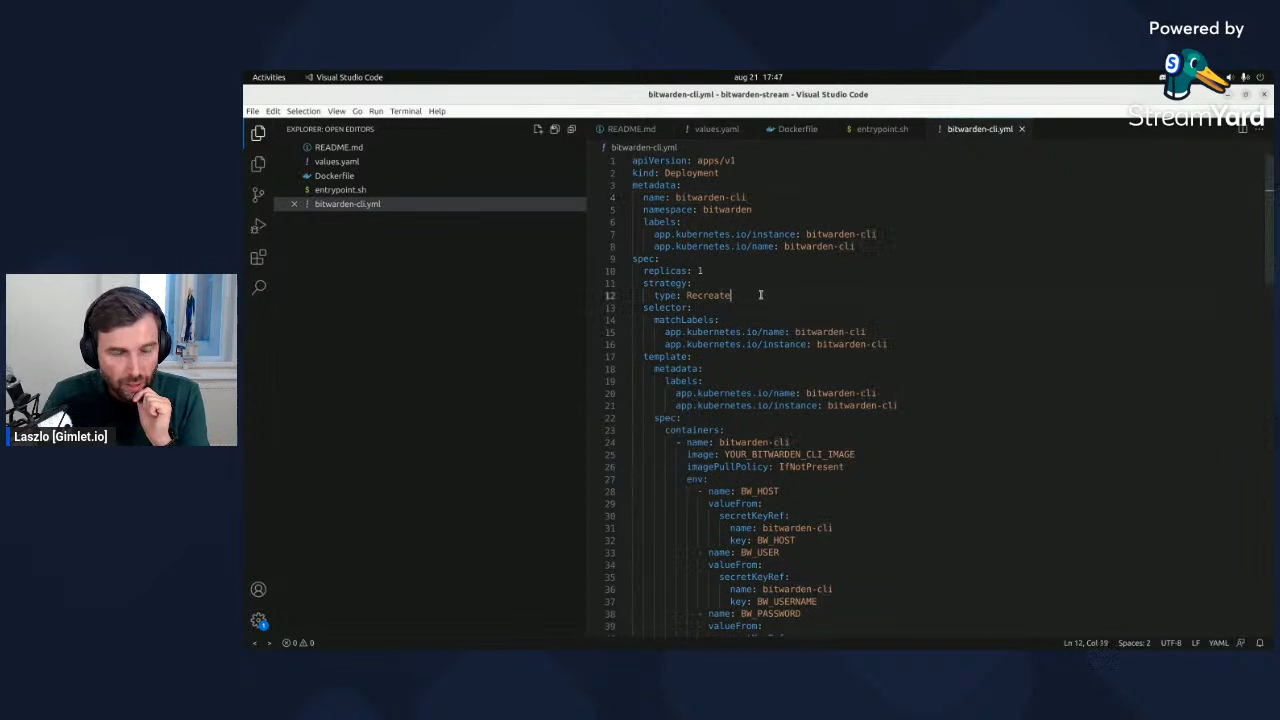 Powered by
StreamYard
Activities
Visual Studio Code
aug 21 17:47
bitwarden-cli.yml - bitwarden-stream - Visual Studio Code
File Edit Selection View Go Run Terminal Help
EXPLORER: OPEN EDITORS
README.md
values.yaml
Dockerfile
entrypoint.sh
bitwarden-cli.yml
README.md
values.yaml
Dockerfile
entrypoint.sh
bitwarden-cli.yml
bitwarden-cli.yml
1 apiVersion: apps/v1
2 kind: Deployment
3 metadata:
4 name: bitwarden-cli
5 namespace: bitwarden
6 labels:
7 app.kubernetes.io/instance: bitwarden-cli
8 app.kubernetes.io/name: bitwarden-cli
9 spec:
10 replicas: 1
11 strategy:
12 type: Recreate
13 selector:
14 matchLabels:
15 app.kubernetes.io/name: bitwarden-cli
16 app.kubernetes.io/instance: bitwarden-cli
17 template:
18 metadata:
19 labels:
20 app.kubernetes.io/name: bitwarden-cli
21 app.kubernetes.io/instance: bitwarden-cli
22 spec:
23 containers:
24 - name: bitwarden-cli
25 image: YOUR_BITWARDEN_CLI_IMAGE
26 imagePullPolicy: IfNotPresent
27 env:
28 - name: BW_HOST
29 valueFrom:
30 secretKeyRef:
31 name: bitwarden-cli
32 key: BW_HOST
33 - name: BW_USER
34 valueFrom:
35 secretKeyRef:
36 name: bitwarden-cli
37 key: BW_USERNAME
38 - name: BW_PASSWORD
39 valueFrom:
Laszlo [Gimlet.io]
0 0
Ln 12, Col 19 Spaces: 2 UTF-8 LF YAML